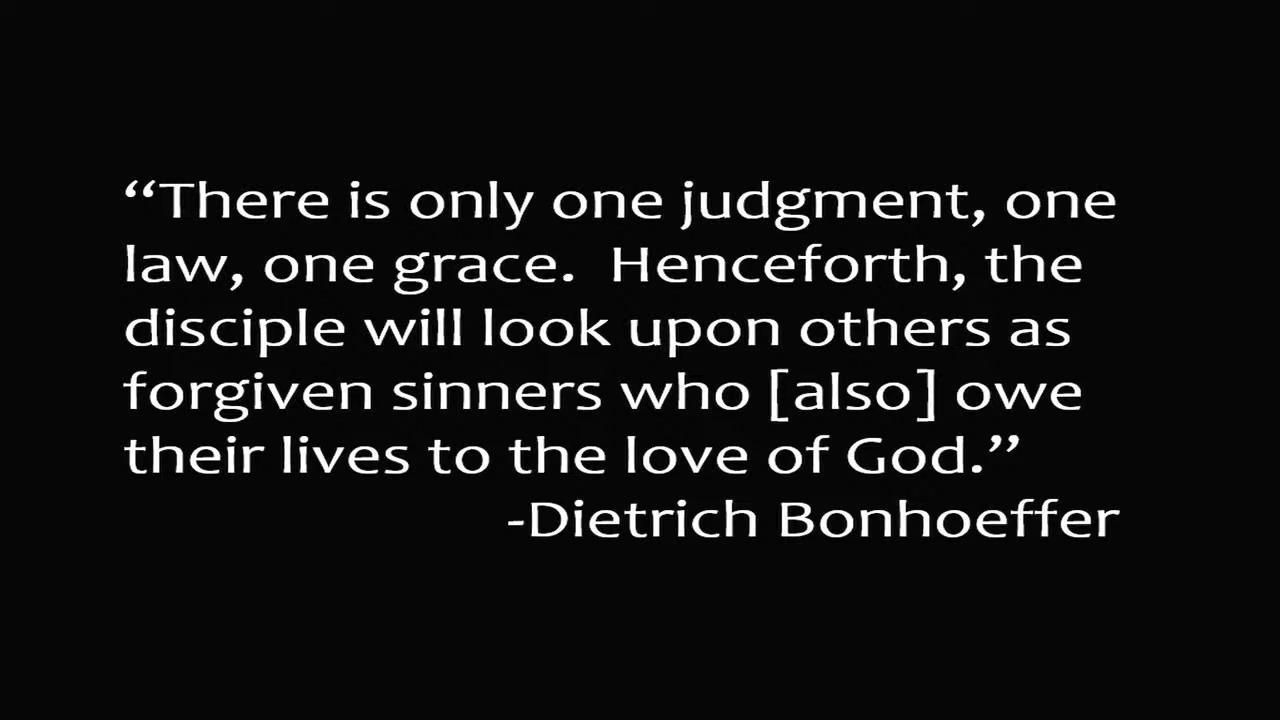 “There is only one judgment, one
law, one grace.  Henceforth, the
disciple will look upon others as
forgiven sinners who [also] owe
their lives to the love of God.”
-Dietrich Bonhoeffer